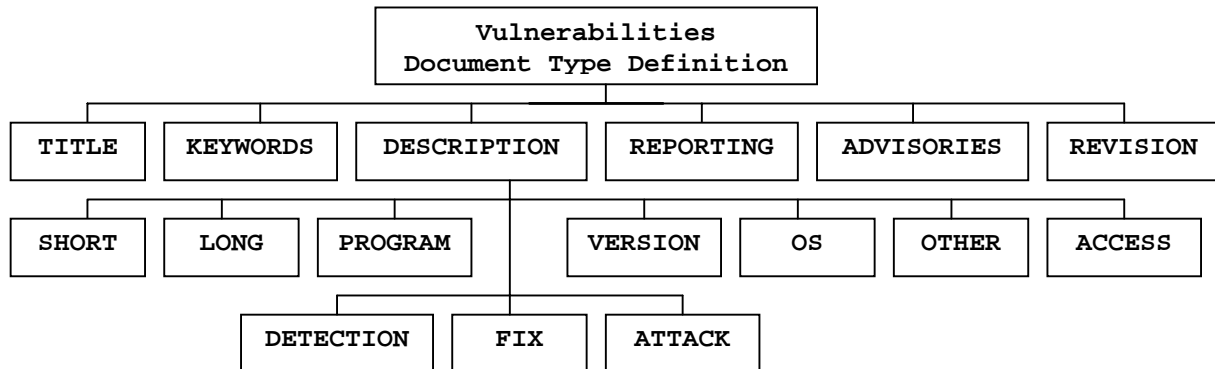 Vulnerabilities
Document Type Definition
TITLE KEYWORDS DESCRIPTION REPORTING ADVISORIES REVISION
SHORT LONG PROGRAM VERSION OS OTHER ACCESS
DETECTION FIX ATTACK